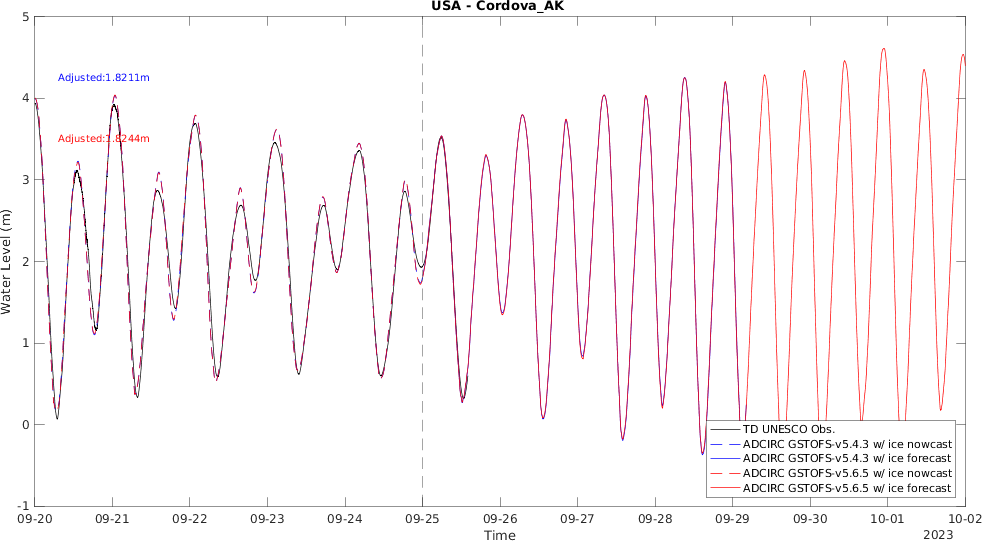 USA - Cordova_AK
5
4
3
2
1
0
-1
Water Level (m)
Adjusted:1.8211m
Adjusted:1.8244m
TD UNESCO Obs.
ADCIRC GSTOFS-v5.4.3 w/ ice nowcast
ADCIRC GSTOFS-v5.4.3 w/ ice forecast
ADCIRC GSTOFS-v5.6.5 w/ ice nowcast
ADCIRC GSTOFS-v5.6.5 w/ ice forecast
09-20 09-21 09-22 09-23 09-24 09-25 09-26 09-27 09-28 09-29 09-30 10-01 10-02
Time
2023